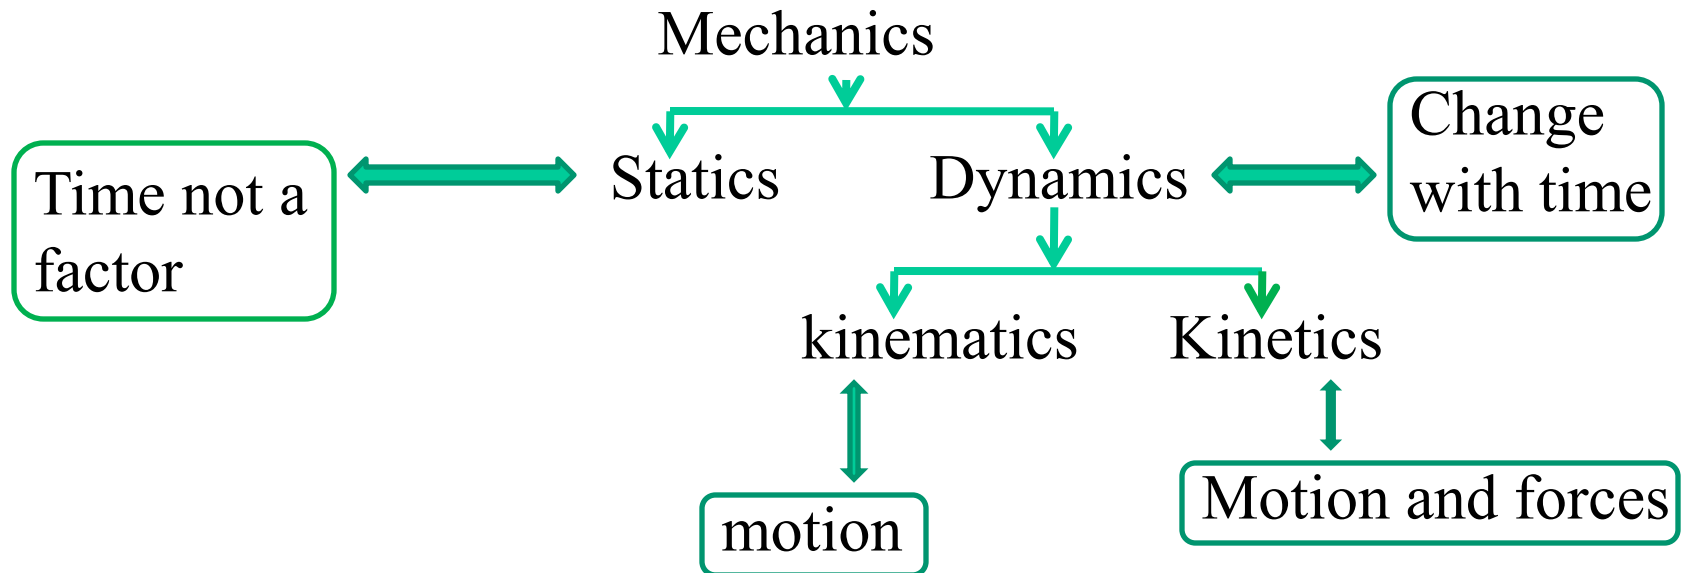 Mechanics
Change
with time
Time not a
factor
Statics
Dynamics
kinematics
Kinetics
motion
Motion and forces